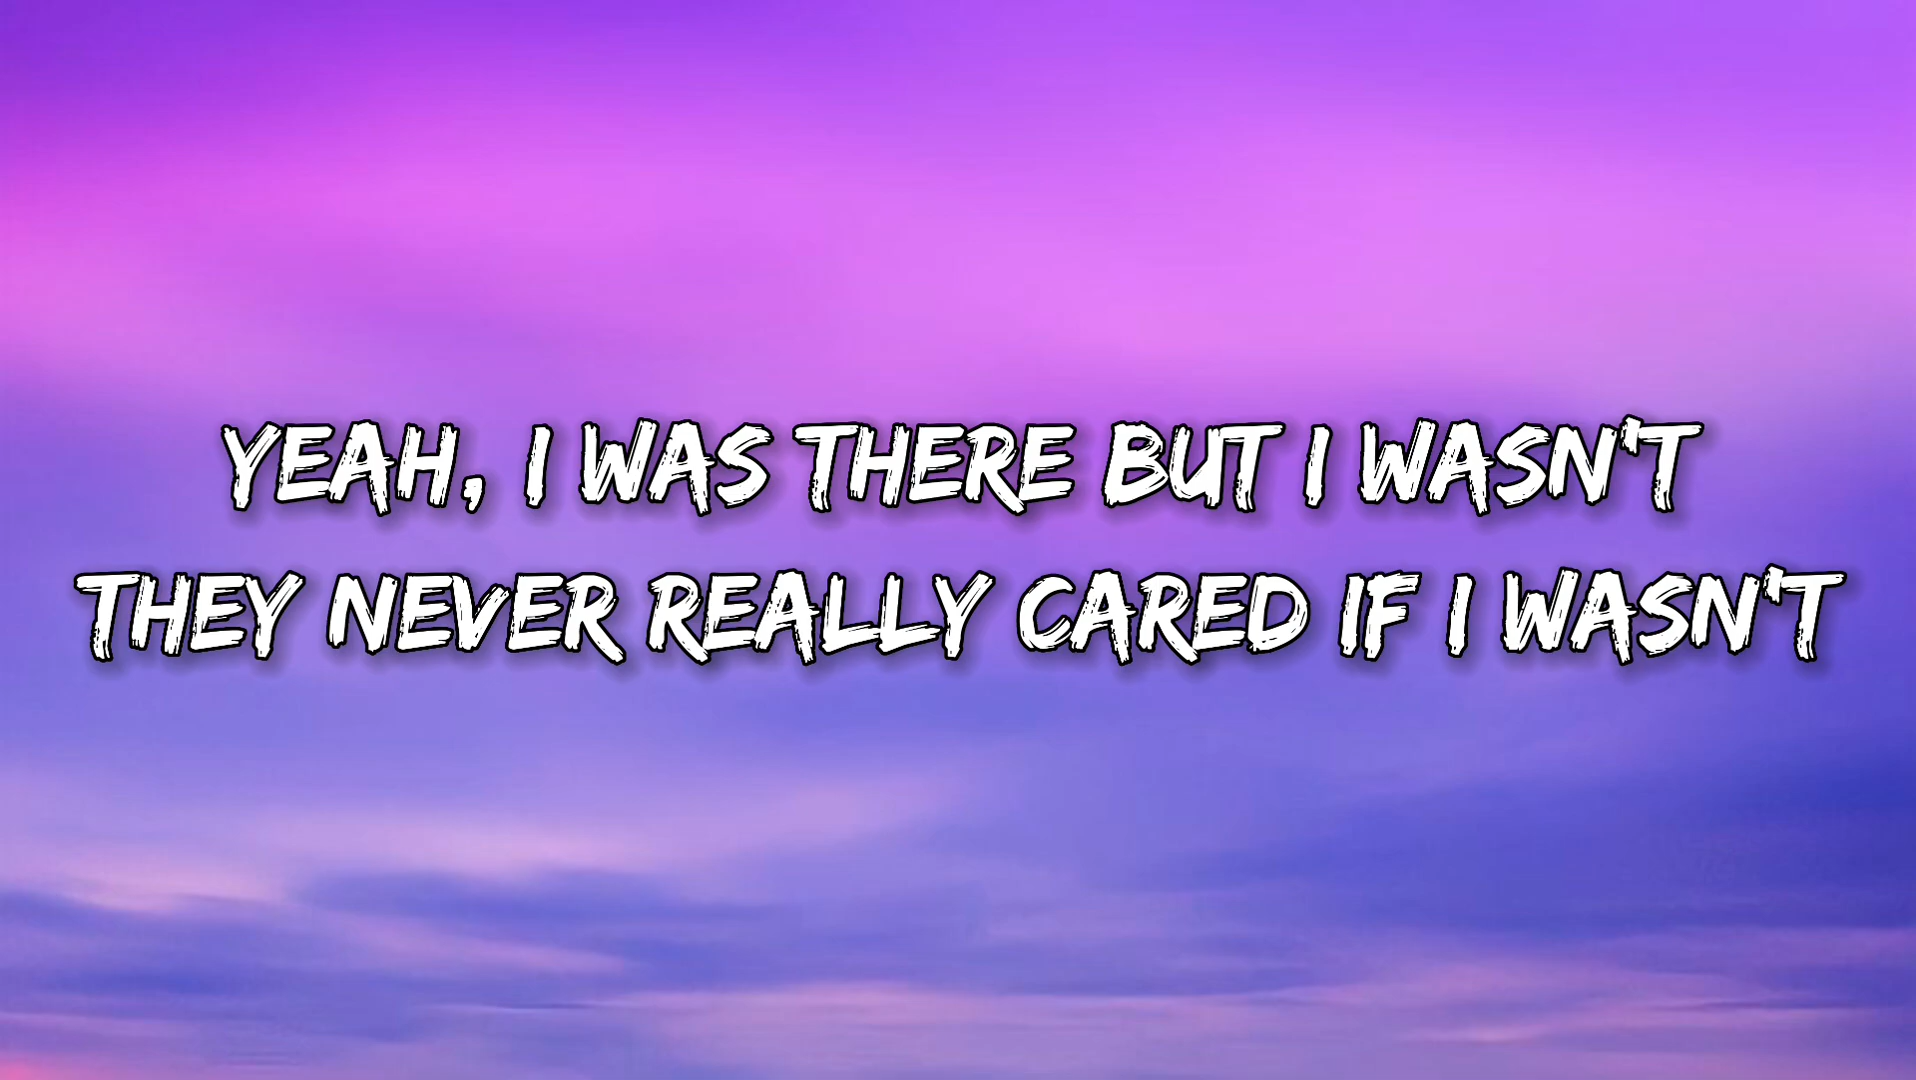 YEAH, I WAS THERE BUT I WASN'T
THEY NEVER REALLY CARED IF I WASN'T